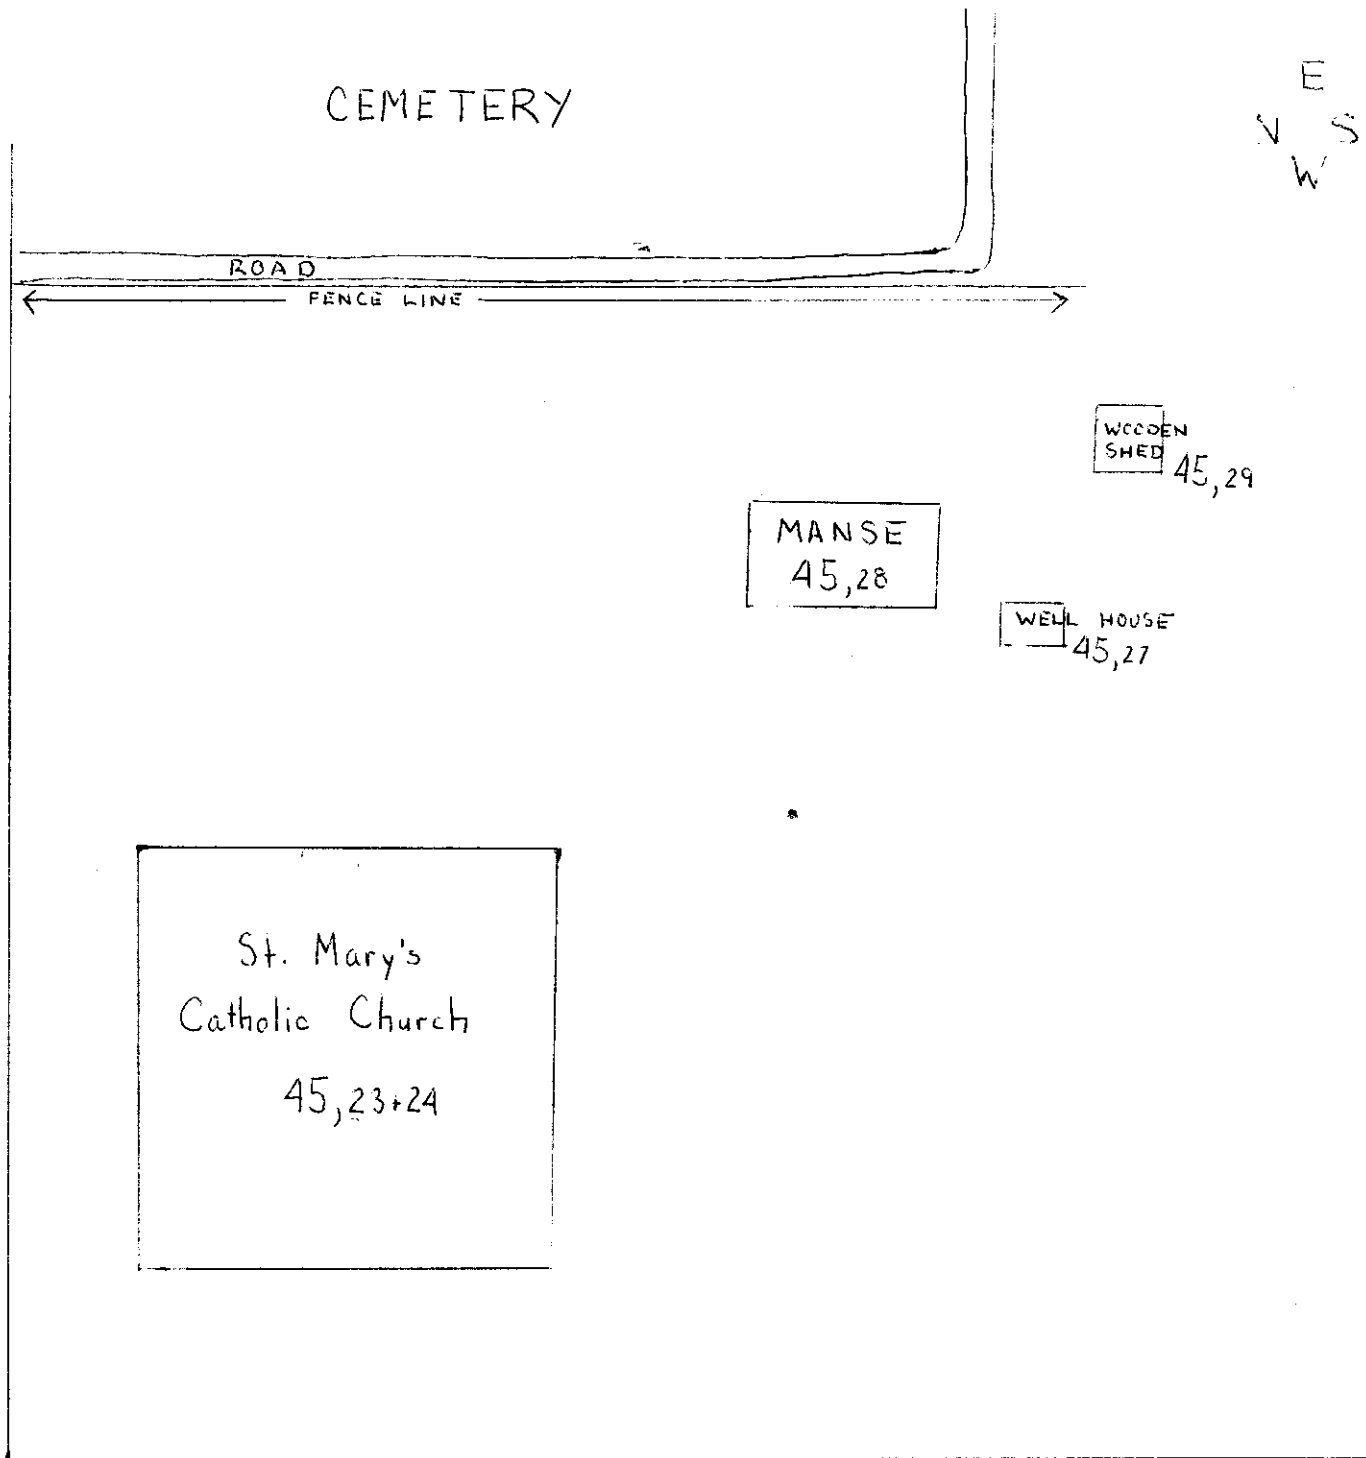 CEMETERY
E
N S
W
ROAD
FENCE LINE
WOODEN
SHED
45,29
MANSE
45,28
WELL HOUSE
45,27
St. Mary's
Catholic Church
45,23+24